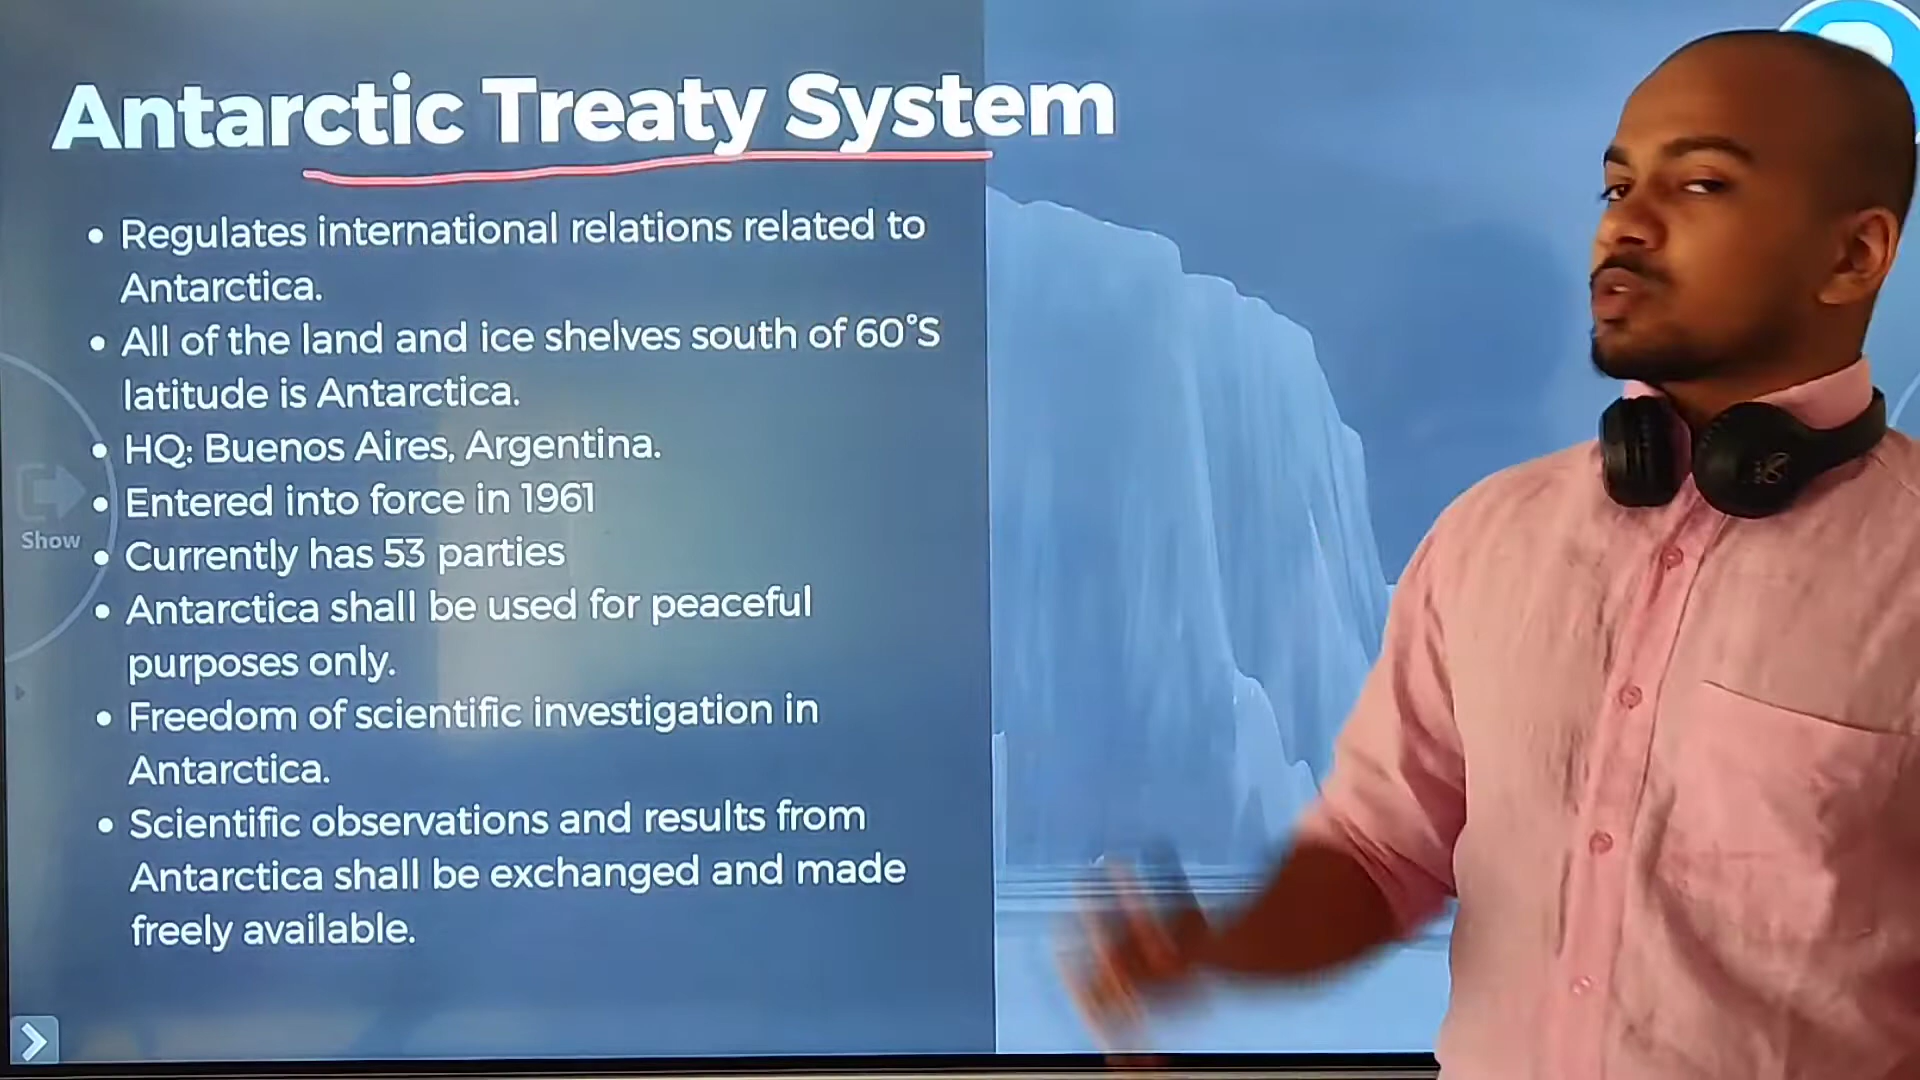 Antarctic Treaty System
• Regulates international relations related to
Antarctica.
• All of the land and ice shelves south of 60°S
latitude is Antarctica.
• HQ: Buenos Aires, Argentina.
• Entered into force in 1961
• Currently has 53 parties
• Antarctica shall be used for peaceful
purposes only.
• Freedom of scientific investigation in
Antarctica.
• Scientific observations and results from
Antarctica shall be exchanged and made
freely available.
Show